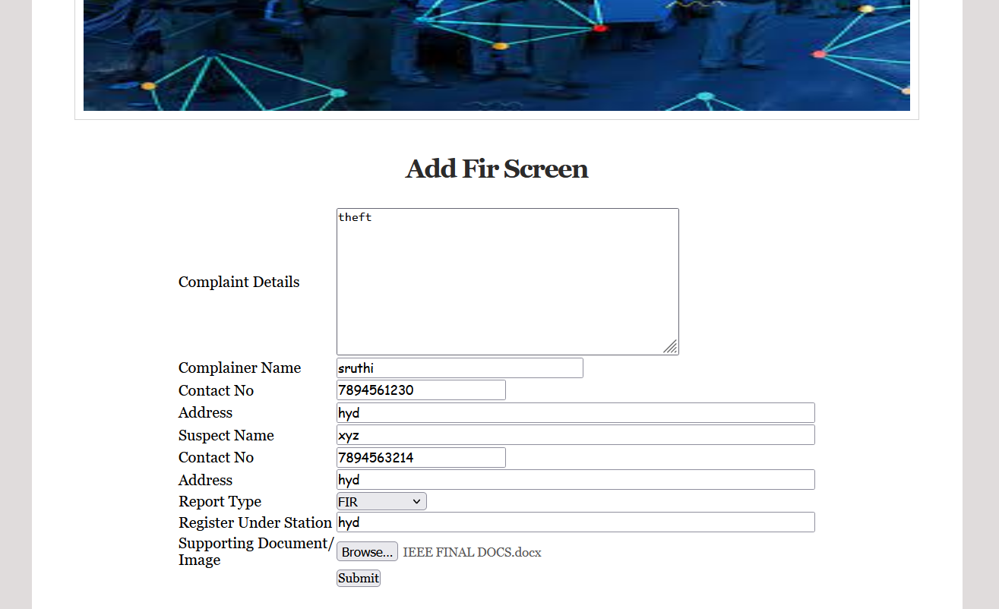 Add Fir Screen
theft
Complaint Details
Complainer Name sruthi
Contact No 7894561230
Address hyd
Suspect Name xyz
Contact No 7894563214
Address hyd
Report Type FIR
Register Under Station hyd
Supporting Document/
Image
Browse... IEEE FINAL DOCS.docx
Submit